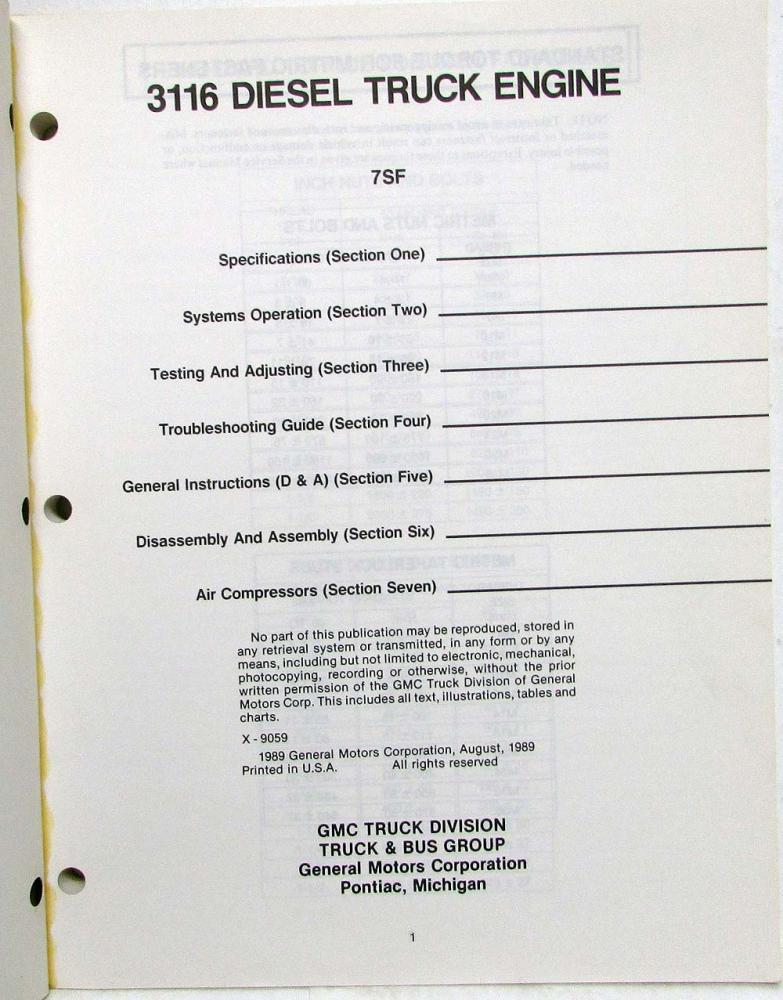 3116 DIESEL TRUCK ENGINE
7SF
Specifications (Section One)
Systems Operation (Section Two)
Testing And Adjusting (Section Three)
Troubleshooting Guide (Section Four)
General Instructions (D & A) (Section Five)
Disassembly And Assembly (Section Six)
Air Compressors (Section Seven)
No part of this publication may be reproduced, stored in
any retrieval system or transmitted, in any form or by any
means, including but not limited to electronic, mechanical,
photocopying, recording or otherwise, without the prior
written permission of the GMC Truck Division of General
Motors Corp. This includes all text, illustrations, tables and
charts.
X - 9059
1989 General Motors Corporation, August, 1989
Printed in U.S.A. All rights reserved
GMC TRUCK DIVISION
TRUCK & BUS GROUP
General Motors Corporation
Pontiac, Michigan
1